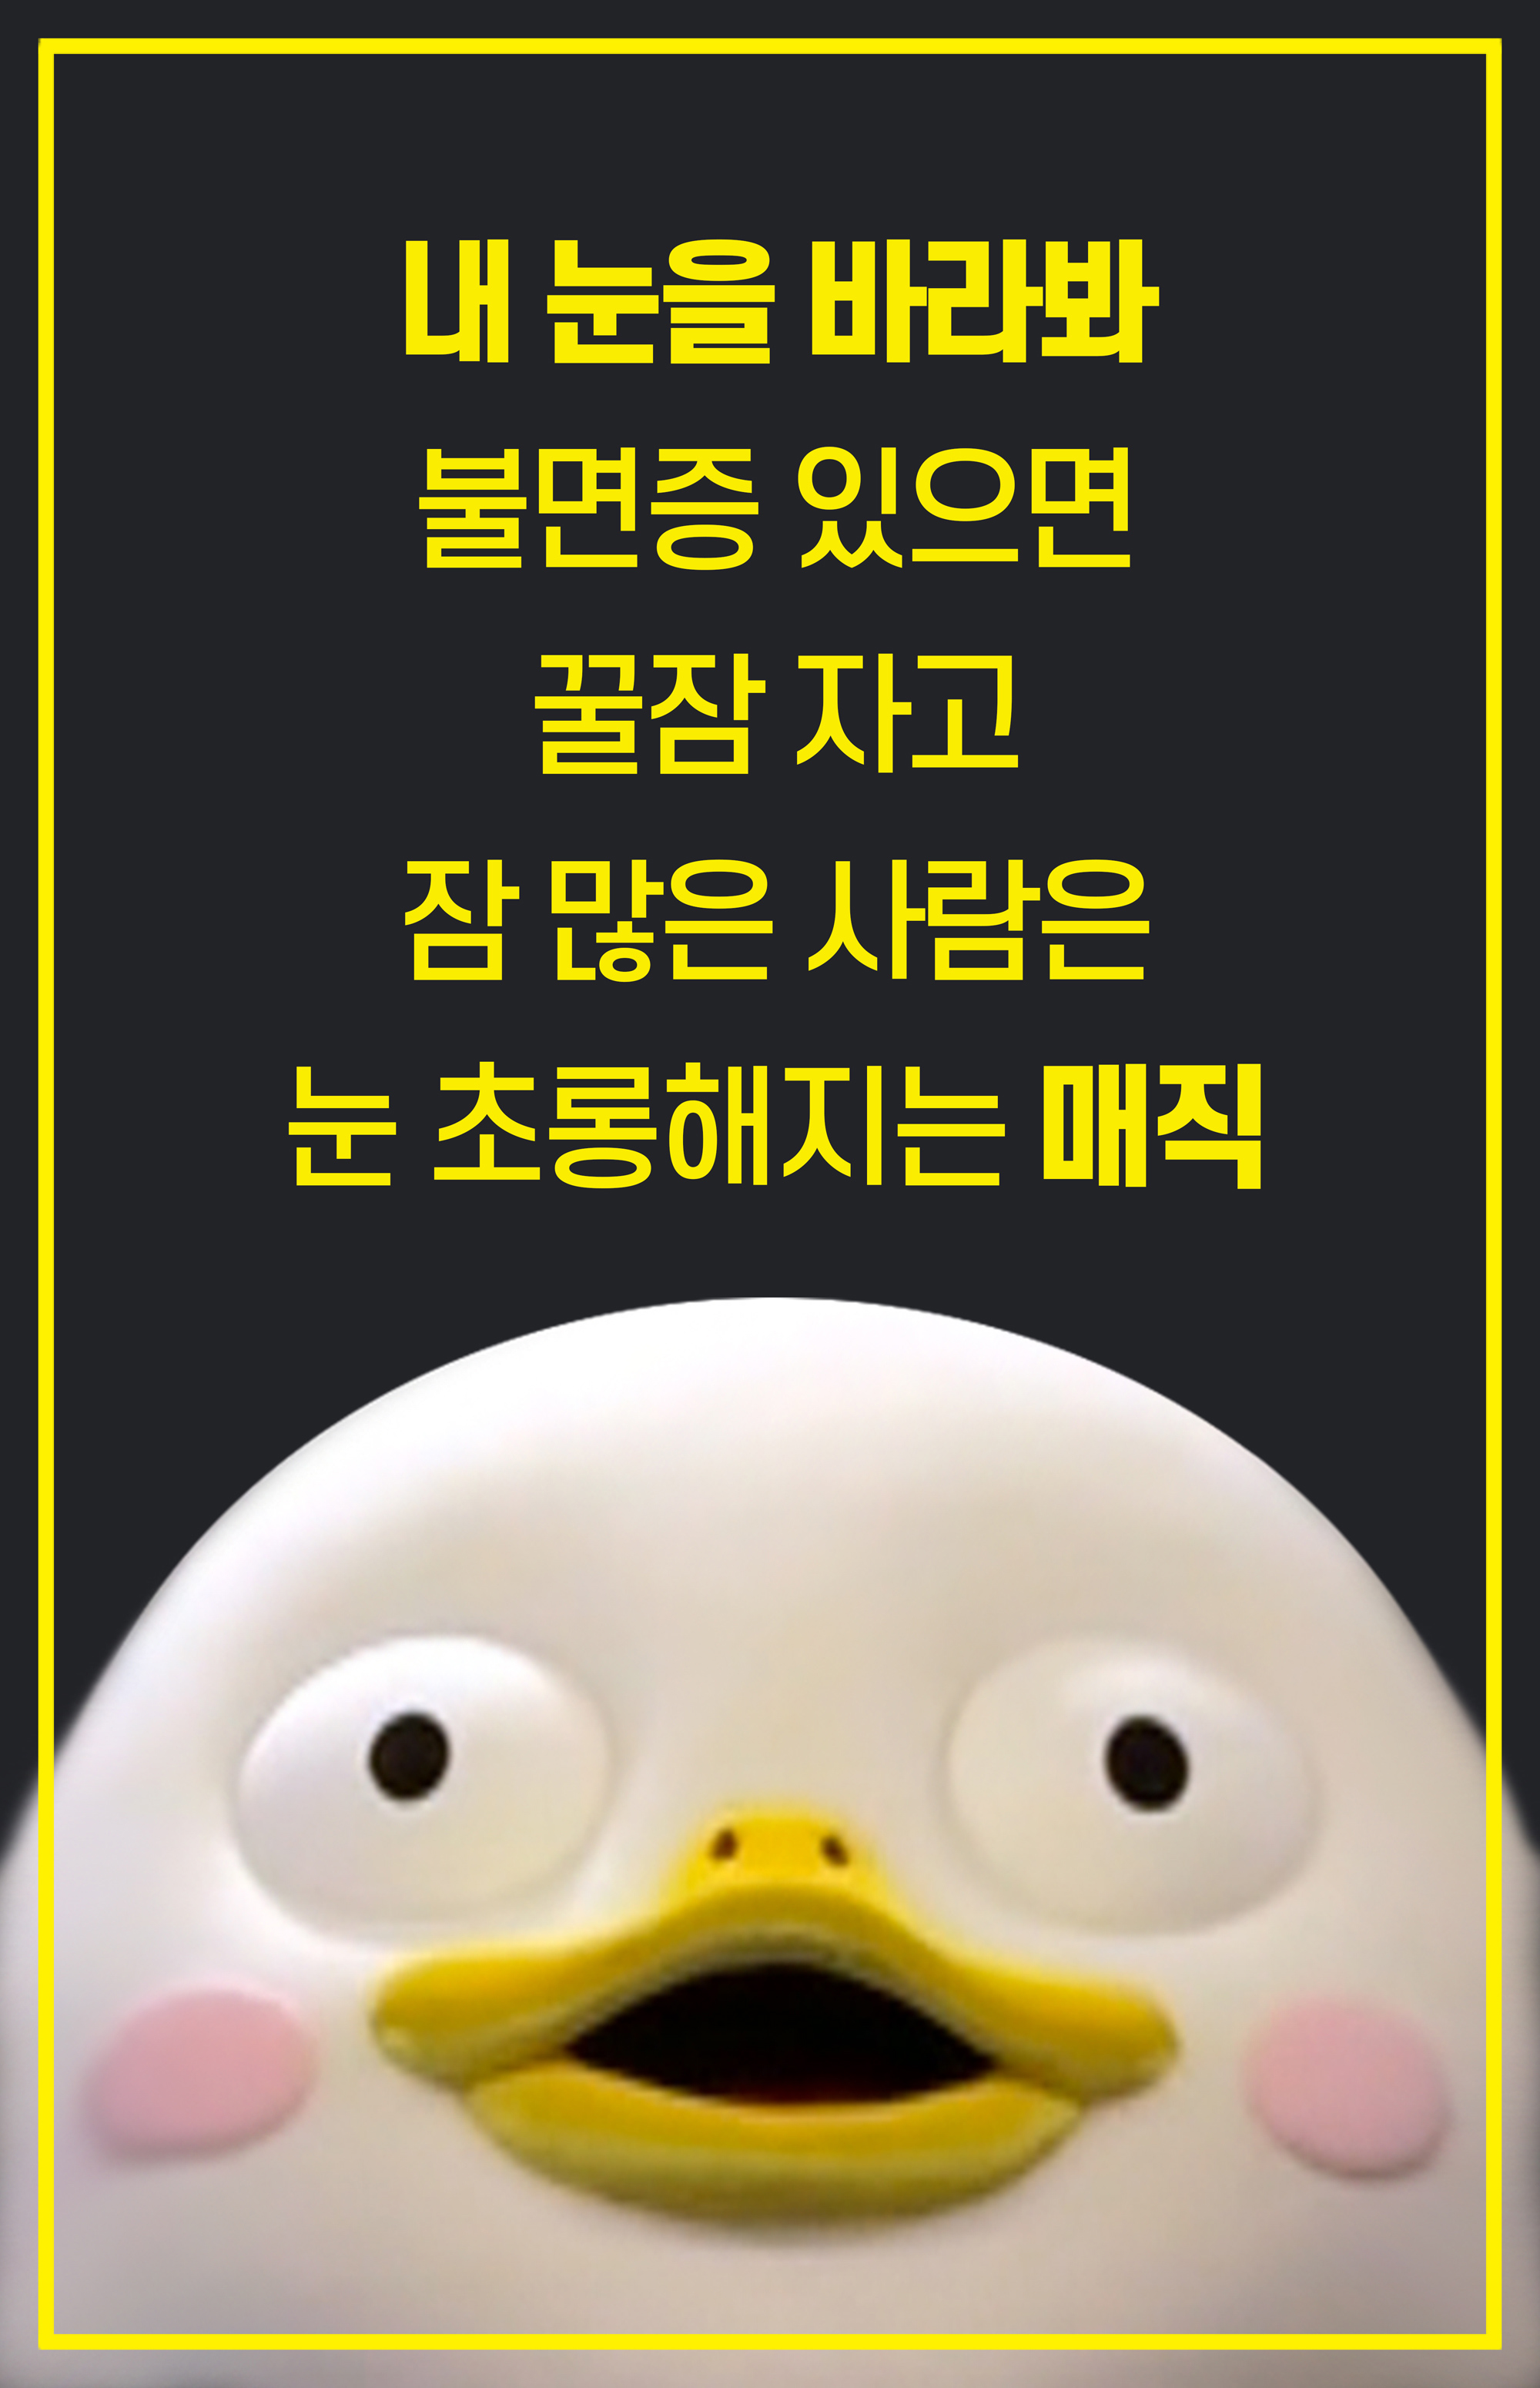 내 눈을 바라봐
불면증 있으면
꿀잠 자고
잠 많은 사람은
눈 초롱해지는 매직